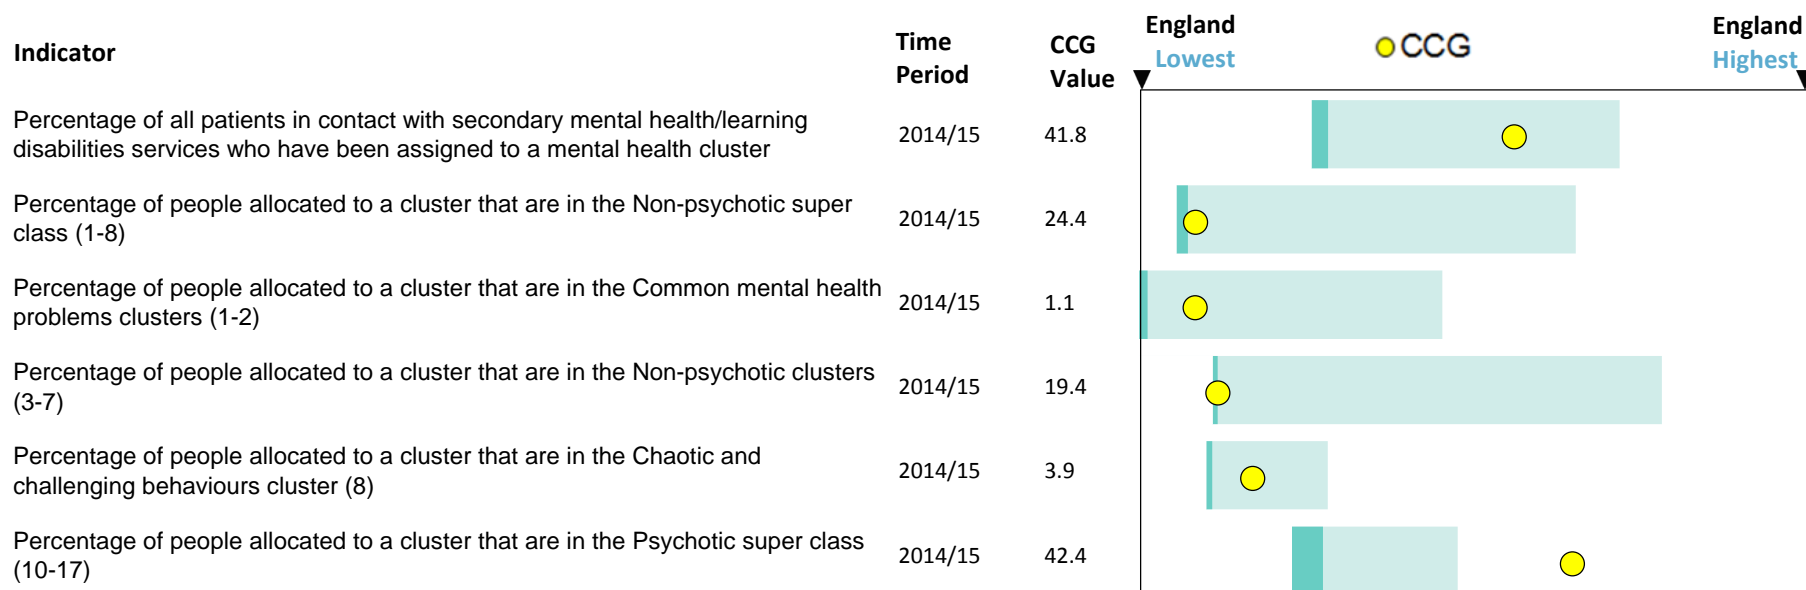 Indicator
Time
Period
CCG
Value
England
Lowest
CCG
England
Highest
Percentage of all patients in contact with secondary mental health/learning
disabilities services who have been assigned to a mental health cluster
2014/15
41.8
Percentage of people allocated to a cluster that are in the Non-psychotic super
class (1-8)
2014/15
24.4
Percentage of people allocated to a cluster that are in the Common mental health
problems clusters (1-2)
2014/15
1.1
Percentage of people allocated to a cluster that are in the Non-psychotic clusters
(3-7)
2014/15
19.4
Percentage of people allocated to a cluster that are in the Chaotic and
challenging behaviours cluster (8)
2014/15
3.9
Percentage of people allocated to a cluster that are in the Psychotic super class
(10-17)
2014/15
42.4